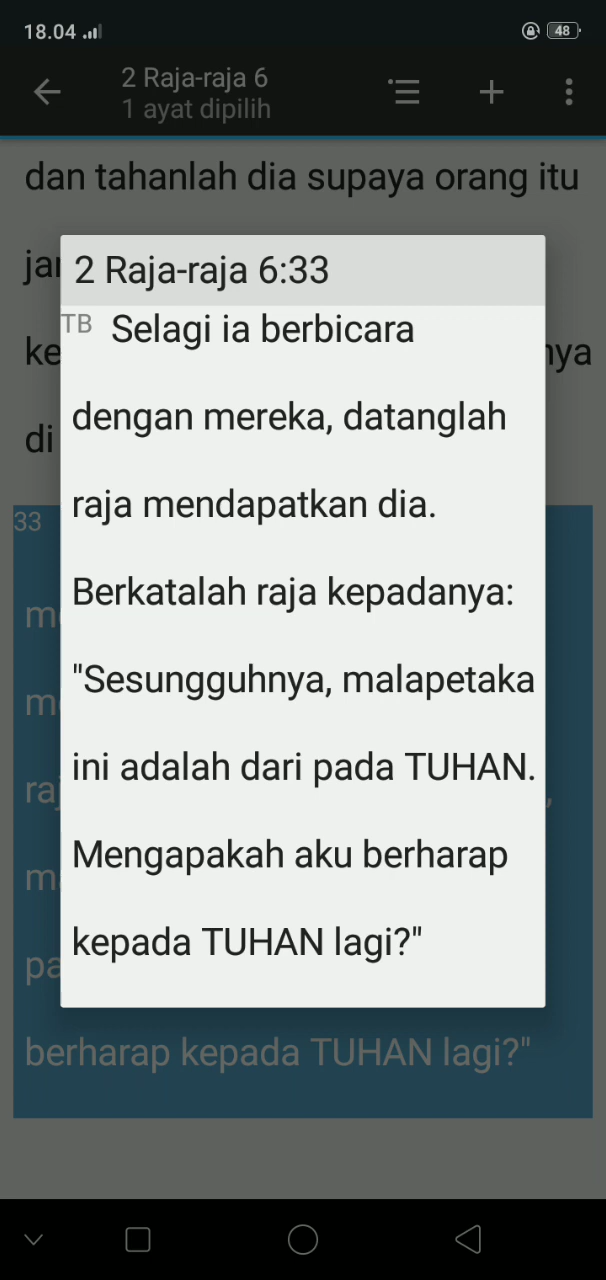 18.04
48
2 Raja-raja 6
1 ayat dipilih
dan tahanlah dia supaya orang itu
2 Raja-raja 6:33
TB Selagi ia berbicara
dengan mereka, datanglah
raja mendapatkan dia.
Berkatalah raja kepadanya:
"Sesungguhnya, malapetaka
ini adalah dari pada TUHAN.
Mengapakah aku berharap
kepada TUHAN lagi?"
di
33
berharap kepada TUHAN lagi?"